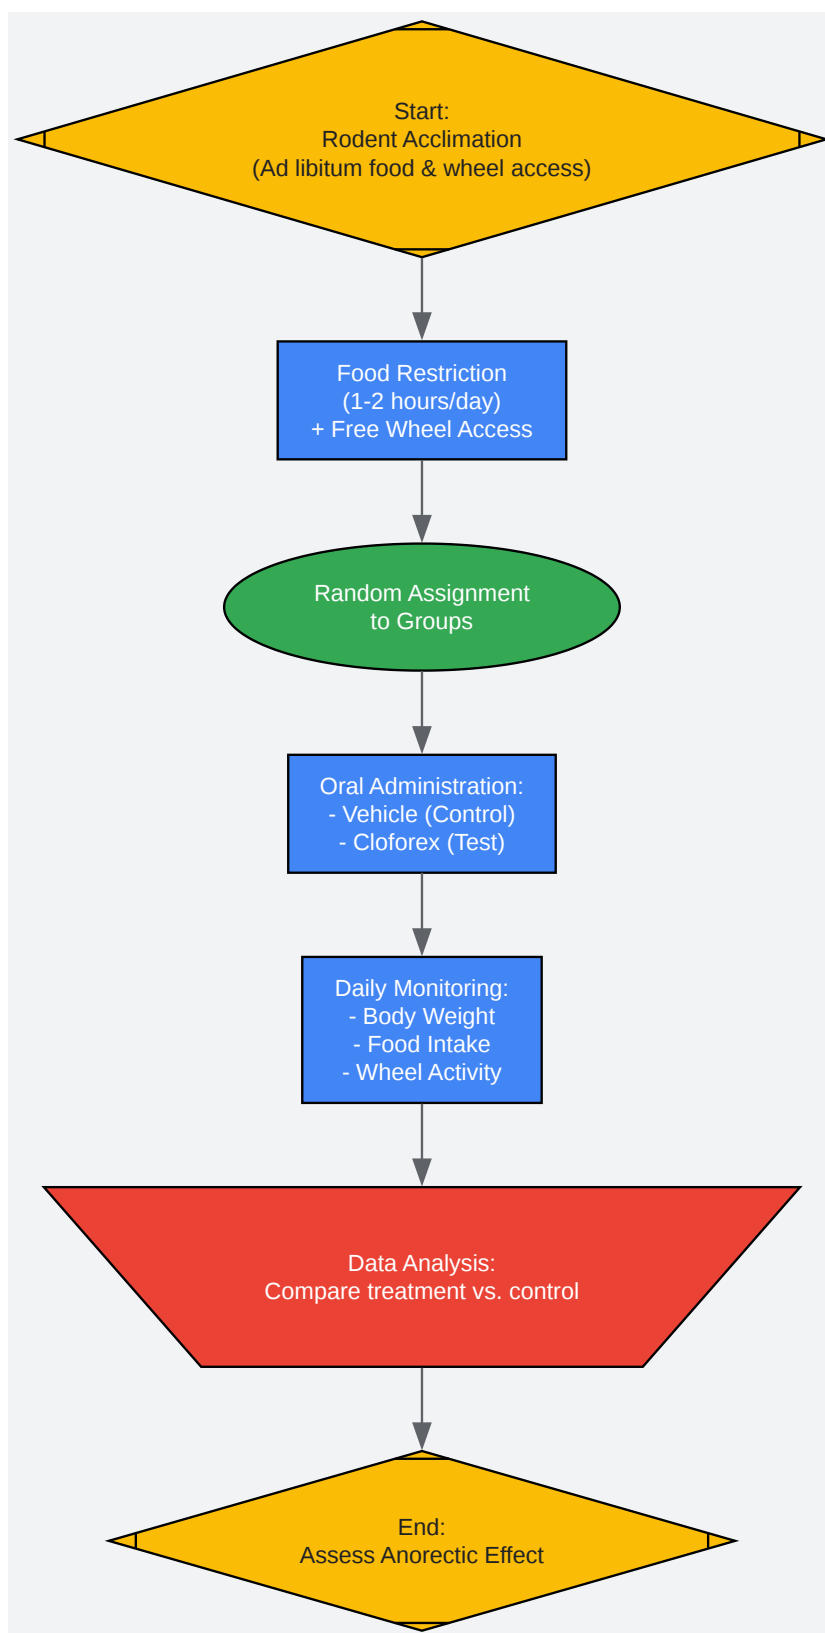 Start:
Rodent Acclimation
(Ad libitum food & wheel access)
Food Restriction
(1-2 hours/day)
+ Free Wheel Access
Random Assignment
to Groups
Oral Administration:
- Vehicle (Control)
- Cloforex (Test)
Daily Monitoring:
- Body Weight
- Food Intake
- Wheel Activity
Data Analysis:
Compare treatment vs. control
End:
Assess Anorectic Effect